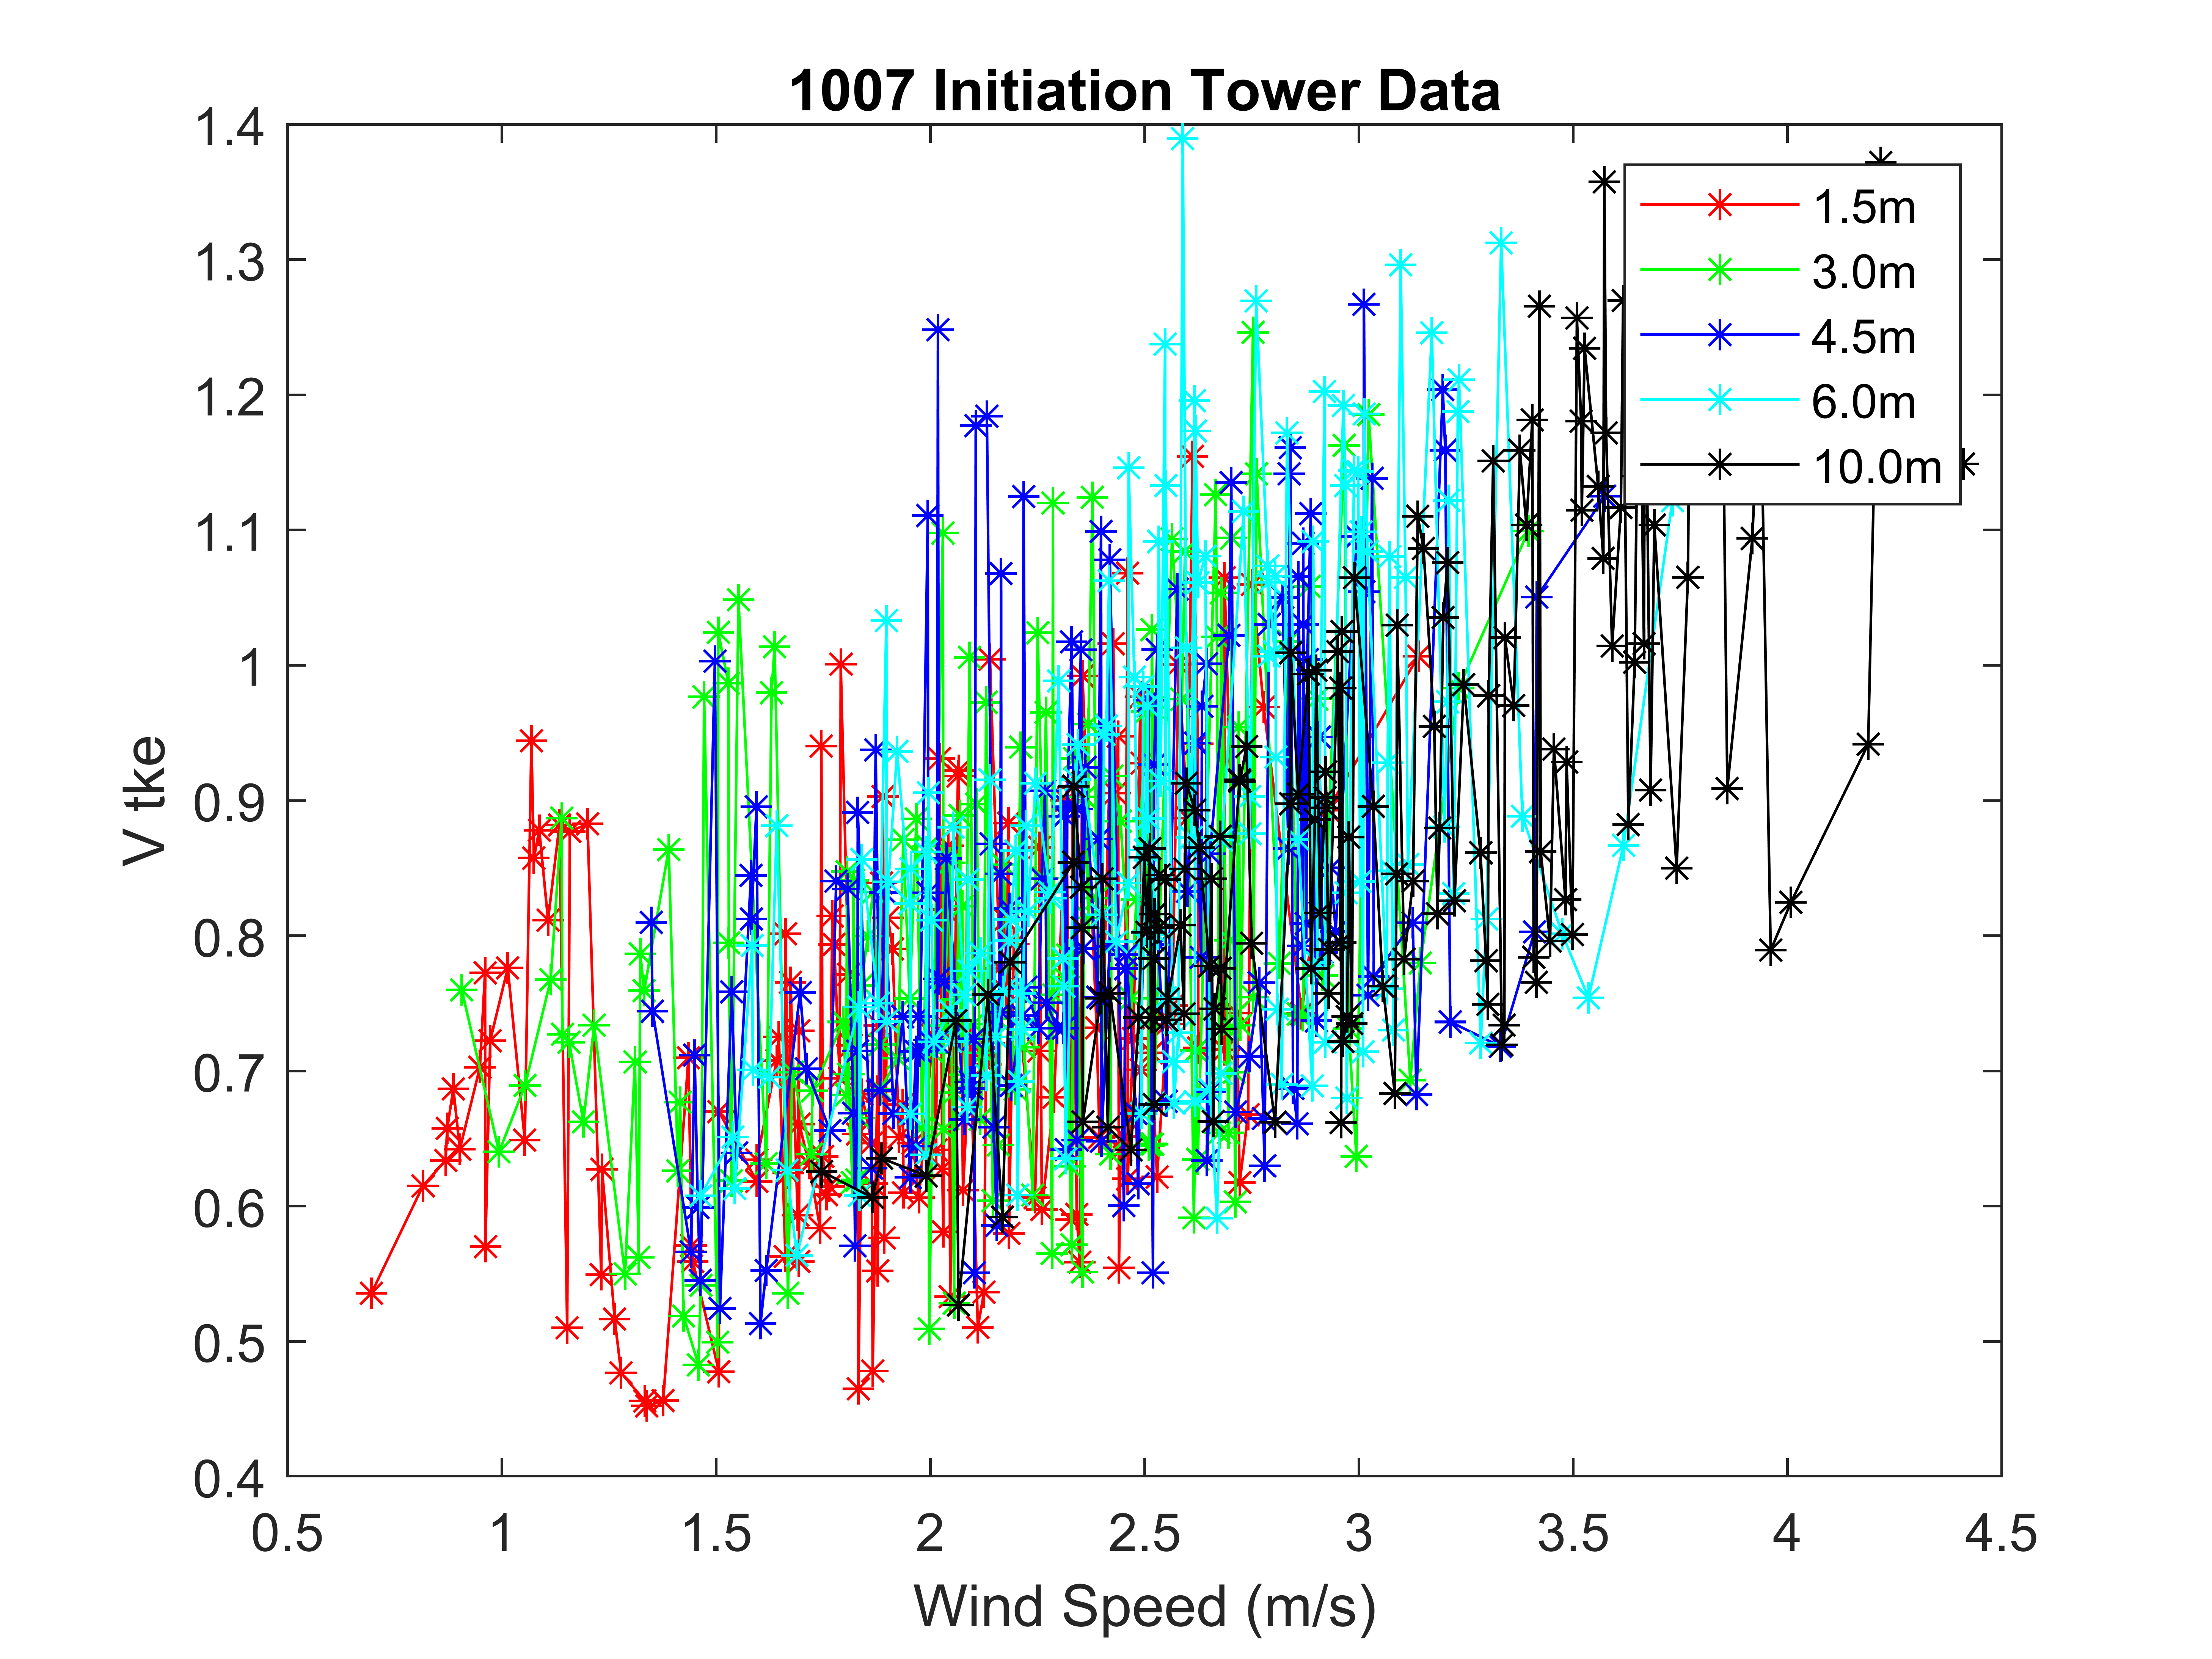 1007 Initiation Tower Data
1.4
1.3
1.2
1.1
1
0.9
0.8
0.7
0.6
0.5
0.4
V tke
1.5m
3.0m
4.5m
6.0m
10.0m
0.5 1 1.5 2 2.5 3 3.5 4 4.5
Wind Speed (m/s)